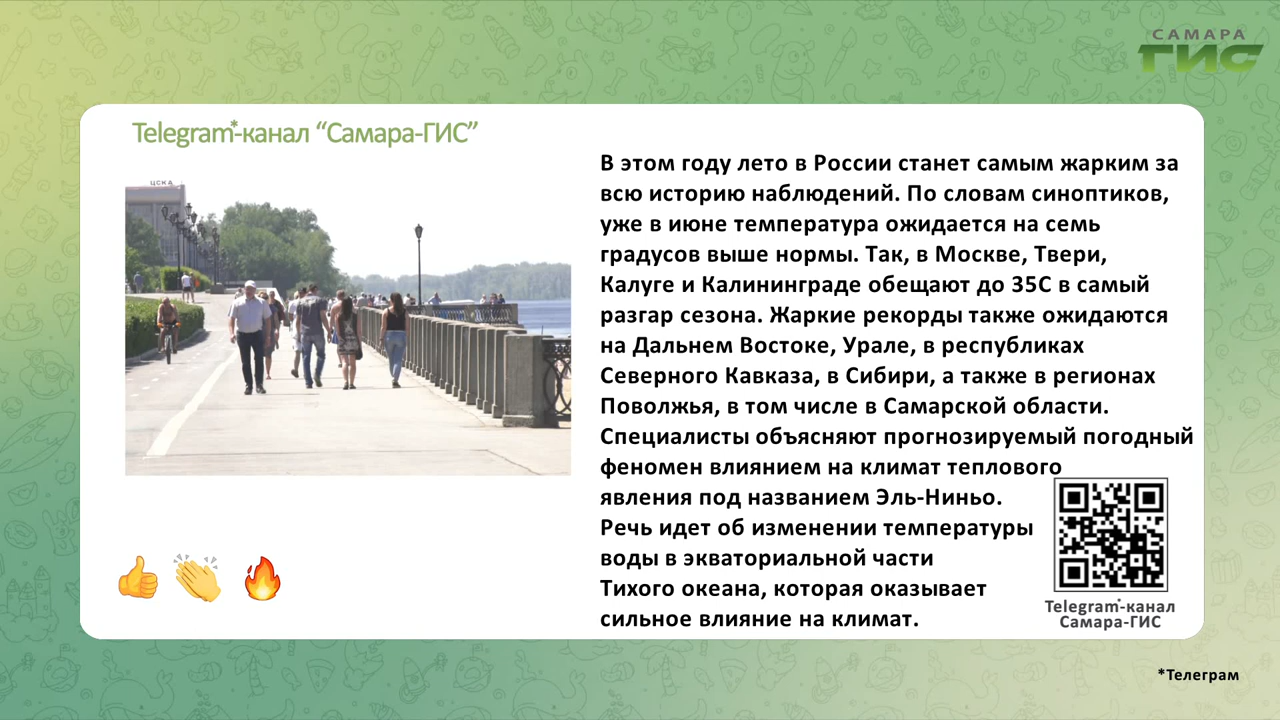 САМАРА
ГИС
Telegram*-канал “Самара-ГИС”
ЦСКА
В этом году лето в России станет самым жарким за
всю историю наблюдений. По словам синоптиков,
уже в июне температура ожидается на семь
градусов выше нормы. Так, в Москве, Твери,
Калуге и Калининграде обещают до 35С в самый
разгар сезона. Жаркие рекорды также ожидаются
на Дальнем Востоке, Урале, в республиках
Северного Кавказа, в Сибири, а также в регионах
Поволжья, в том числе в Самарской области.
Специалисты объясняют прогнозируемый погодный
феномен влиянием на климат теплового
явления под названием Эль-Ниньо.
Речь идет об изменении температуры
воды в экваториальной части
Тихого океана, которая оказывает
сильное влияние на климат.
Telegram*-канал
Самара-ГИС
*Телеграм